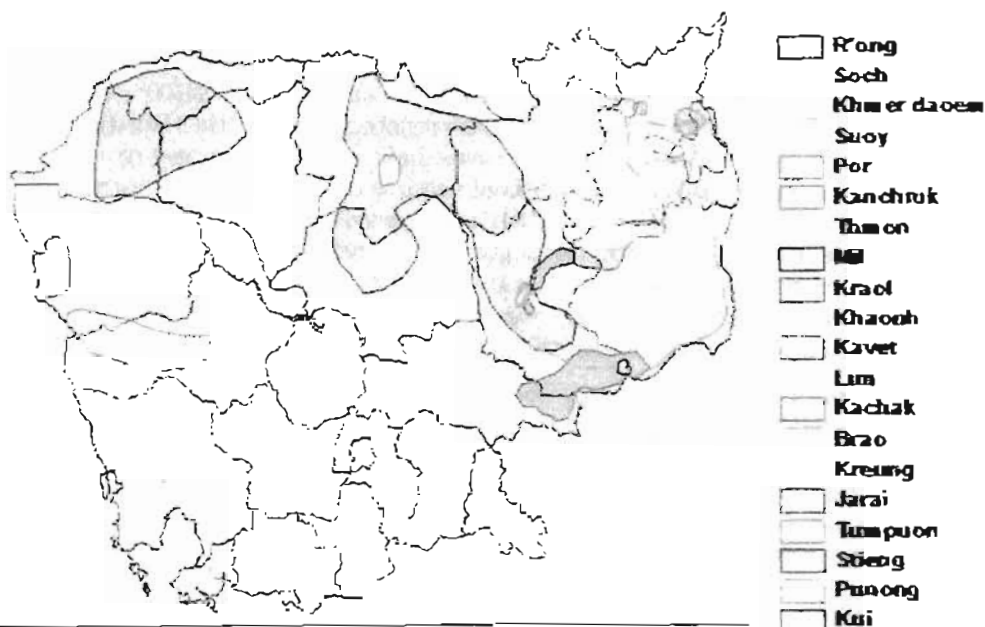 R'ong
Soch
Khmer daoem
Suoy
Por
Kanchruk
Thmon
Mil
Kraol
Khaonh
Kavet
Lun
Kachak
Brao
Kreung
Jarai
Tumpuon
Stieng
Punong
Kui